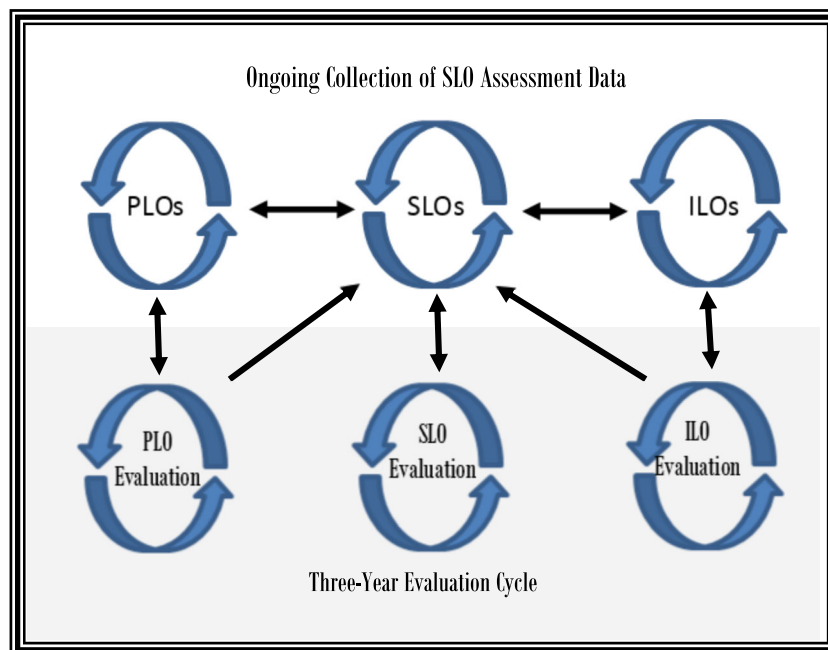 Ongoing Collection of SLO Assessment Data
PLOs
SLOs
ILOs
PLO
Evaluation
SLO
Evaluation
ILO
Evaluation
Three-Year Evaluation Cycle